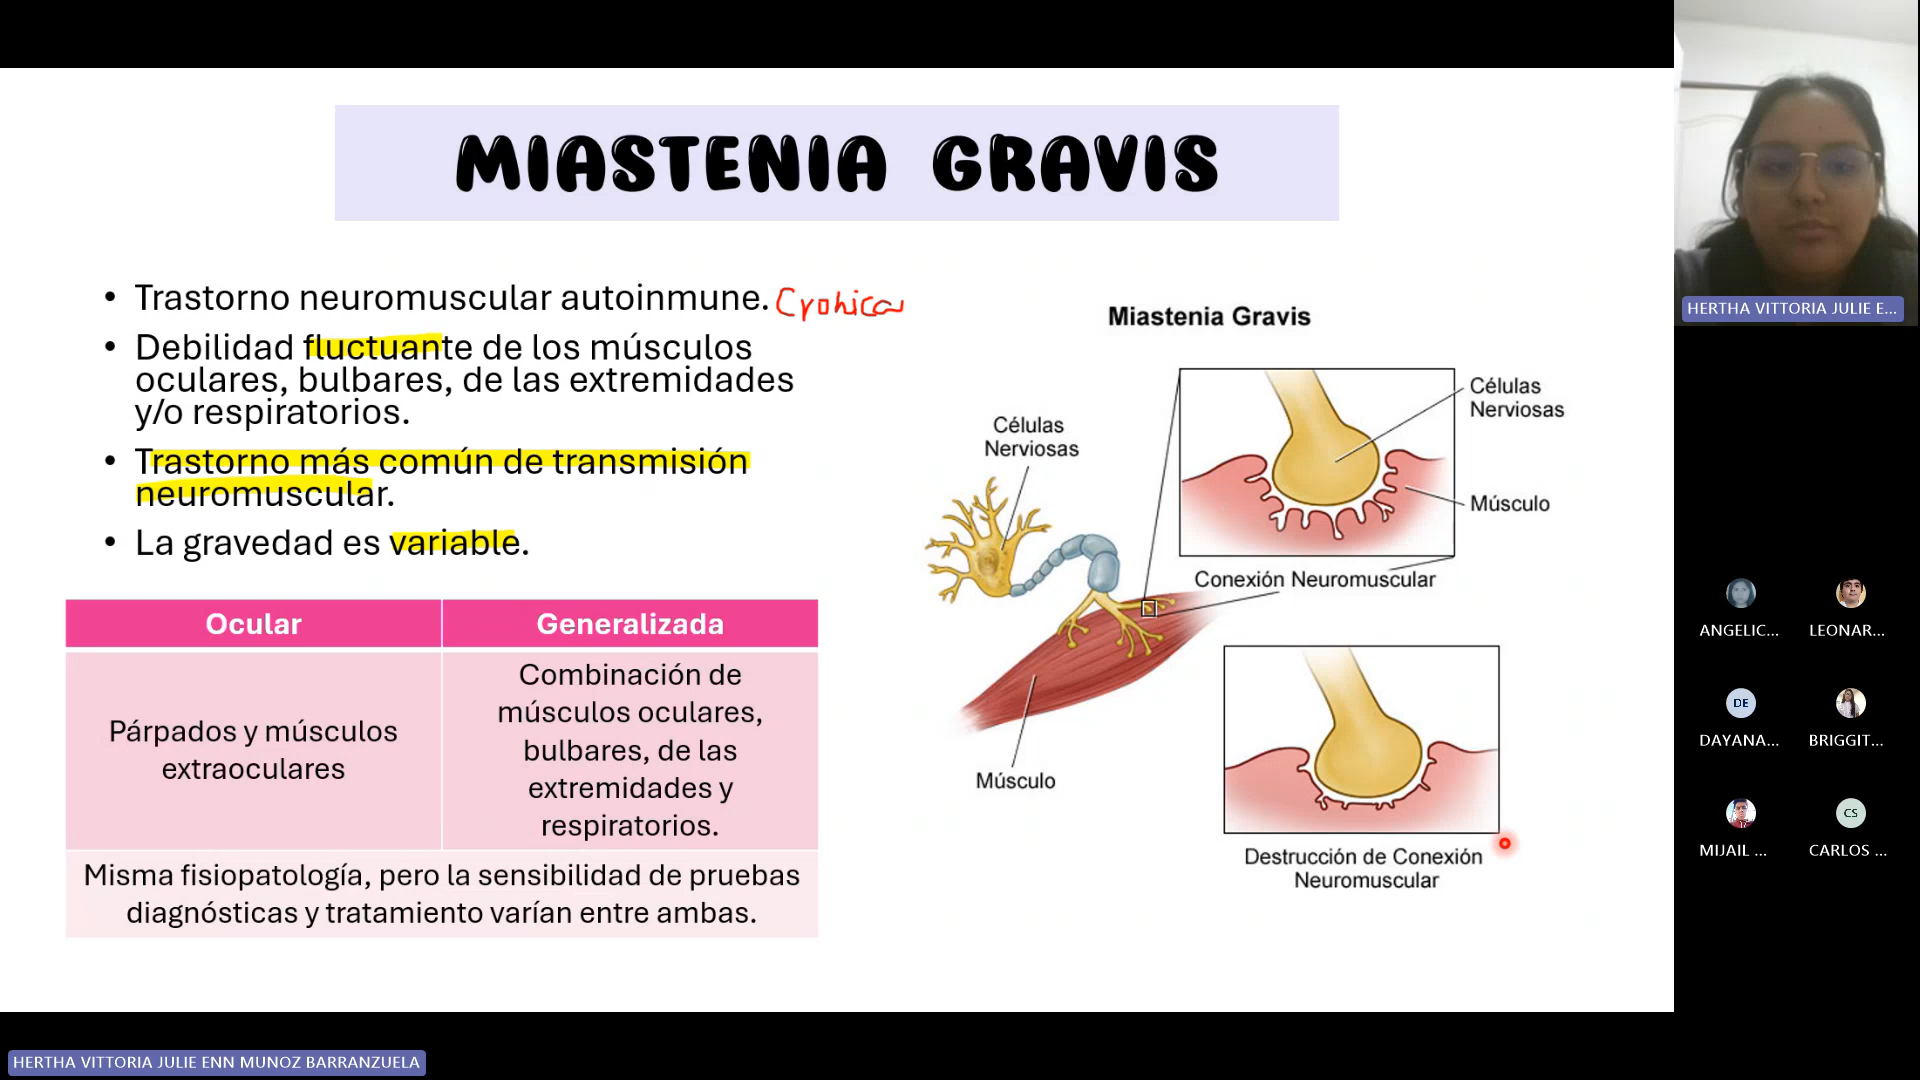 MIASTENIA GRAVIS
• Trastorno neuromuscular autoinmune. Cronica
• Debilidad fluctuante de los músculos
oculares, bulbares, de las extremidades
y/o respiratorios.
• Trastorno más común de transmisión
neuromuscular.
• La gravedad es variable.
Ocular
Generalizada
Párpados y músculos
extraoculares
Combinación de
músculos oculares,
bulbares, de las
extremidades y
respiratorios.
Misma fisiopatología, pero la sensibilidad de pruebas
diagnósticas y tratamiento varían entre ambas.
Miastenia Gravis
Células
Nerviosas
Músculo
Células
Nerviosas
Músculo
Conexión Neuromuscular
Destrucción de Conexión
Neuromuscular
HERTHA VITTORIA JULIE E...
ANGELIC...
LEONAR...
DE
DAYANA...
BRIGGIT...
MIJAIL ...
CS
CARLOS ...
HERTHA VITTORIA JULIE ENN MUNOZ BARRANZUELA